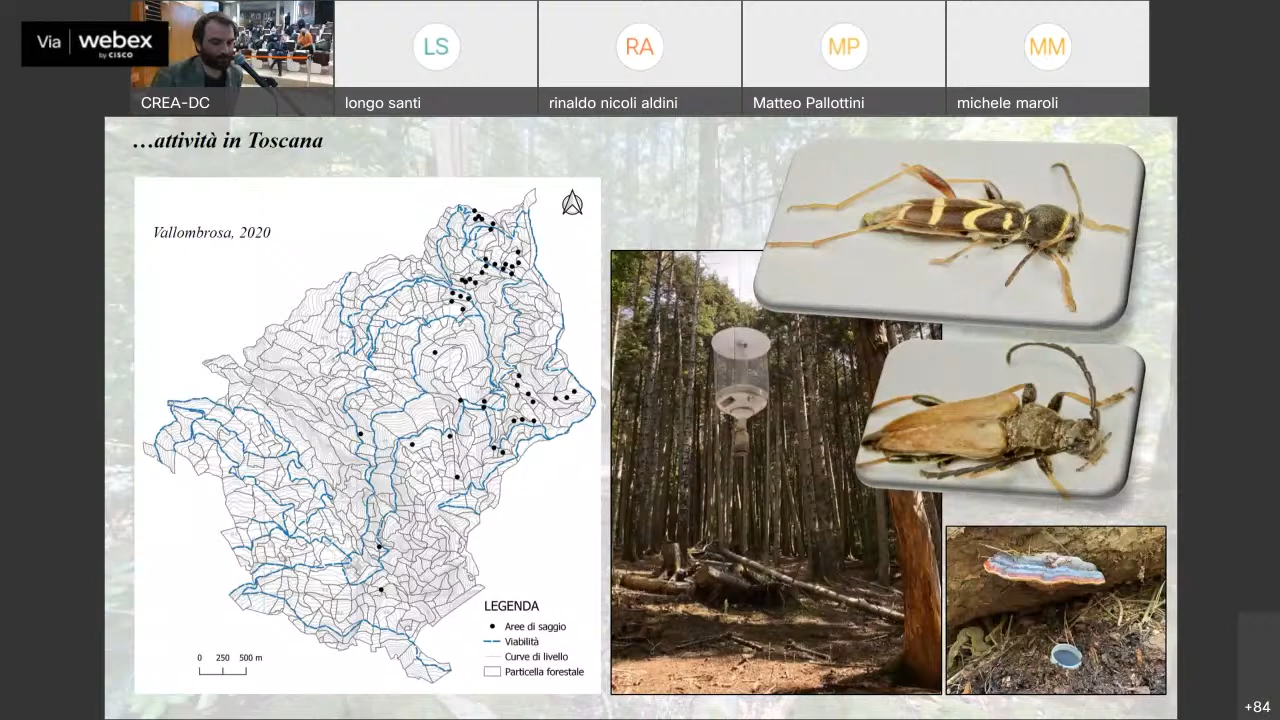 Via webex
by CISCO
LS
RA
MP
MM
CREA-DC
longo santi
rinaldo nicoli aldini
Matteo Pallottini
michele maroli
…attività in Toscana
Vallombrosa, 2020
LEGENDA
Aree di saggio
Viabilità
Curve di livello
Particella forestale
0 250 500 m
+84